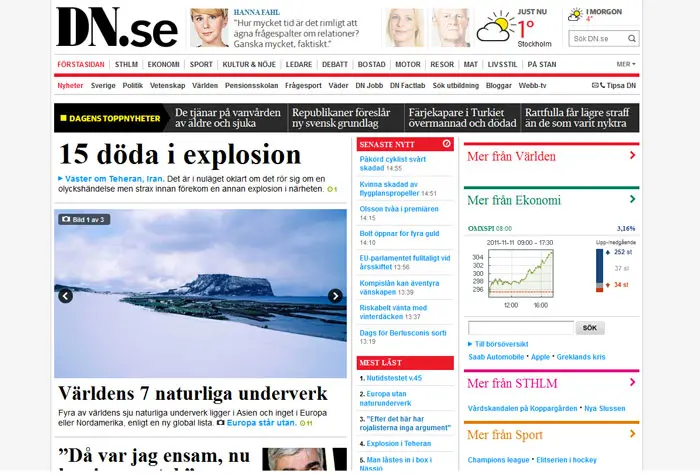 DN.se
HANNA FAHL
"Hur mycket tid är det rimligt att
ägna frågespalter om relationer?
Ganska mycket, faktiskt."
JUST NU
1°
Stockholm
I MORGON
4°
Sök DN.se
FÖRSTASIDAN STHLM EKONOMI SPORT KULTUR & NÖJE LEDARE DEBATT BOSTAD MOTOR RESOR MAT LIVSSTIL PÅ STAN MER
Nyheter Sverige Politik Vetenskap Världen Pensionsskolan Frågesport Väder DN Jobb DN Factlab Sök utbildning Bloggar Webb-tv Tipsa DN
DAGENS TOPPNYHETER
De tjänar på vanvården
av äldre och sjuka
Republikaner föreslår
ny svensk grundlag
Färjekapare i Turkiet
övermannad och dödad
Rattfulla får lägre straff
än de som varit nyktra
15 döda i explosion
Väster om Teheran, Iran. Det är i nuläget oklart om det rör sig om en
olyckshändelse men strax innan förekom en annan explosion i närheten. 1
Bild 1 av 3
Världens 7 naturliga underverk
Fyra av världens sju naturliga underverk ligger i Asien och inget i Europa
eller Nordamerika, enligt en ny global lista. Europa står utan. 11
"Då var jag ensam, nu
SENASTE NYTT
Påkörd cyklist svårt
skadad 14:55
Kvinna skadad av
flygplanspropeller 14:51
Olsson tvåa i premiären
14:15
Bolt öppnar för fyra guld
14:10
EU-parlamentet fulltaligt vid
årsskiftet 13:56
Kompislån kan äventyra
vänskapen 13:39
Riskabelt vänta med
vinterdäcken 13:37
Dags för Berlusconis sorti
13:19
MEST LÄST
1. Nutidstestet v.45
2. Europa utan
naturunderverk
3. "Efter det här har
rojalisterna inga argument"
4. Explosion i Teheran
5. Man låstes in i box i
Nässjö
Mer från Världen
Mer från Ekonomi
OMXSPI 08:00 3,16%
2011-11-11 09:00 - 17:30
Upp-/nedgående
304
302
300
298
296
12:00 16:00
252 st
37 st
34 st
SÖK
Till börsöversikt
Saab Automobile • Apple • Greklands kris
Mer från STHLM
Vårdskandalen på Koppargården • Nya Slussen
Mer från Sport
Champions league • Elitserien i hockey